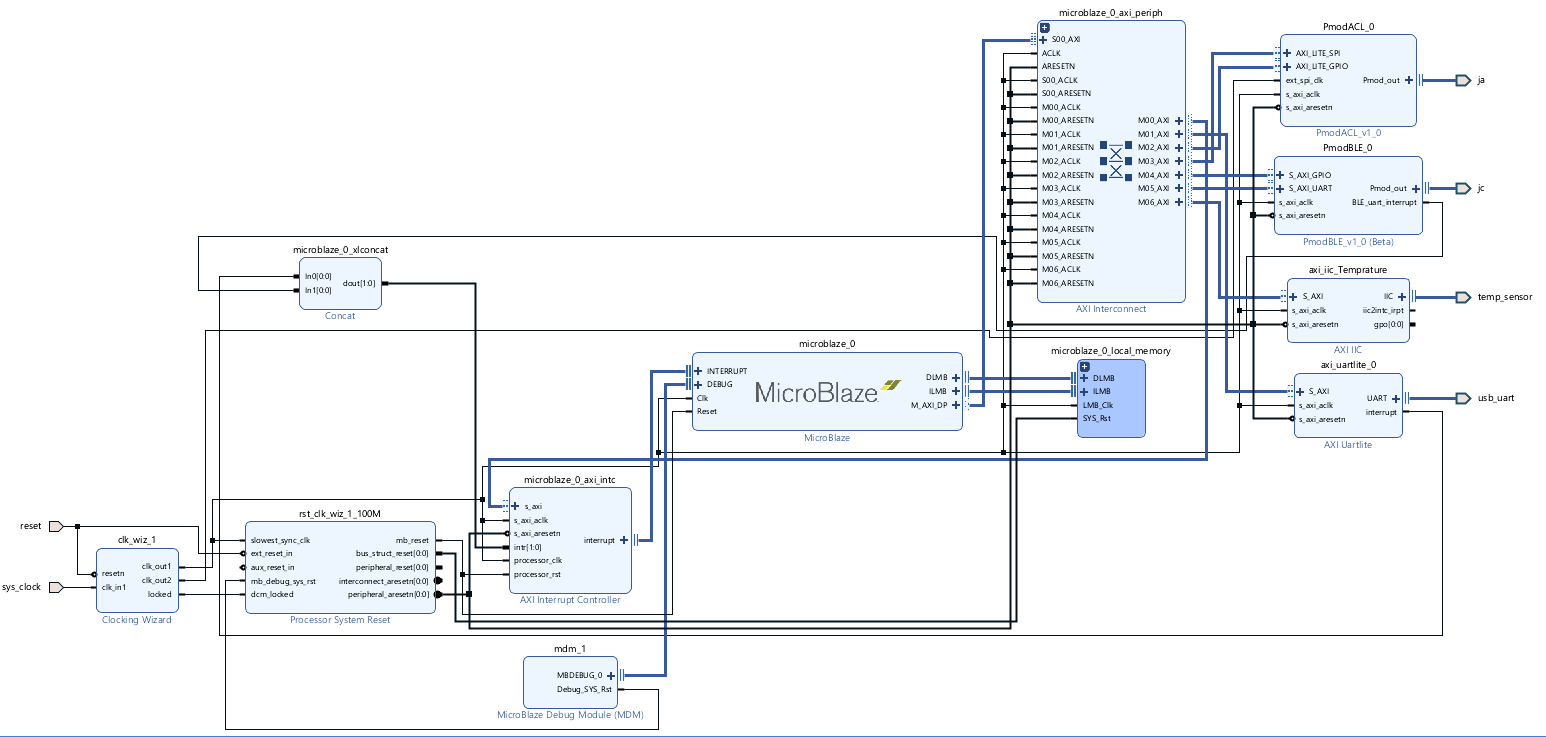 microblaze_0_axi_periph
S00_AXI
ACLK
ARESETN
S00_ACLK
S00_ARESETN
M00_ACLK
M00_ARESETN
M01_ACLK
M01_ARESETN
M02_ACLK
M02_ARESETN
M03_ACLK
M03_ARESETN
M04_ACLK
M04_ARESETN
M05_ACLK
M05_ARESETN
M06_ACLK
M06_ARESETN
M00_AXI
M01_AXI
M02_AXI
M03_AXI
M04_AXI
M05_AXI
M06_AXI
AXI Interconnect
PmodACL_0
AXI_LITE_SPI
AXI_LITE_GPIO
ext_spi_clk
s_axi_aclk
s_axi_aresetn
Pmod_out
PmodACL_v1_0
ja
PmodBLE_0
S_AXI_GPIO
S_AXI_UART
s_axi_aclk
s_axi_aresetn
Pmod_out
BLE_uart_interrupt
PmodBLE_v1_0 (Beta)
jc
axi_iic_Temprature
S_AXI
s_axi_aclk
s_axi_aresetn
IIC
iic2intc_irpt
gpo[0:0]
AXI IIC
temp_sensor
axi_uartlite_0
S_AXI
s_axi_aclk
s_axi_aresetn
UART
interrupt
AXI Uartlite
usb_uart
microblaze_0_xlconcat
In0[0:0]
In1[0:0]
dout[1:0]
Concat
microblaze_0
INTERRUPT
DEBUG
Clk
Reset
MicroBlaze
DLMB
ILMB
M_AXI_DP
MicroBlaze
microblaze_0_local_memory
DLMB
ILMB
LMB_Clk
SYS_Rst
microblaze_0_axi_intc
s_axi
s_axi_aclk
s_axi_aresetn
intr[1:0]
processor_clk
processor_rst
interrupt
AXI Interrupt Controller
reset
sys_clock
clk_wiz_1
resetn
clk_in1
clk_out1
clk_out2
locked
Clocking Wizard
rst_clk_wiz_1_100M
slowest_sync_clk
ext_reset_in
aux_reset_in
mb_debug_sys_rst
dcm_locked
mb_reset
bus_struct_reset[0:0]
peripheral_reset[0:0]
interconnect_aresetn[0:0]
peripheral_aresetn[0:0]
Processor System Reset
mdm_1
MBDEBUG_0
Debug_SYS_Rst
MicroBlaze Debug Module (MDM)